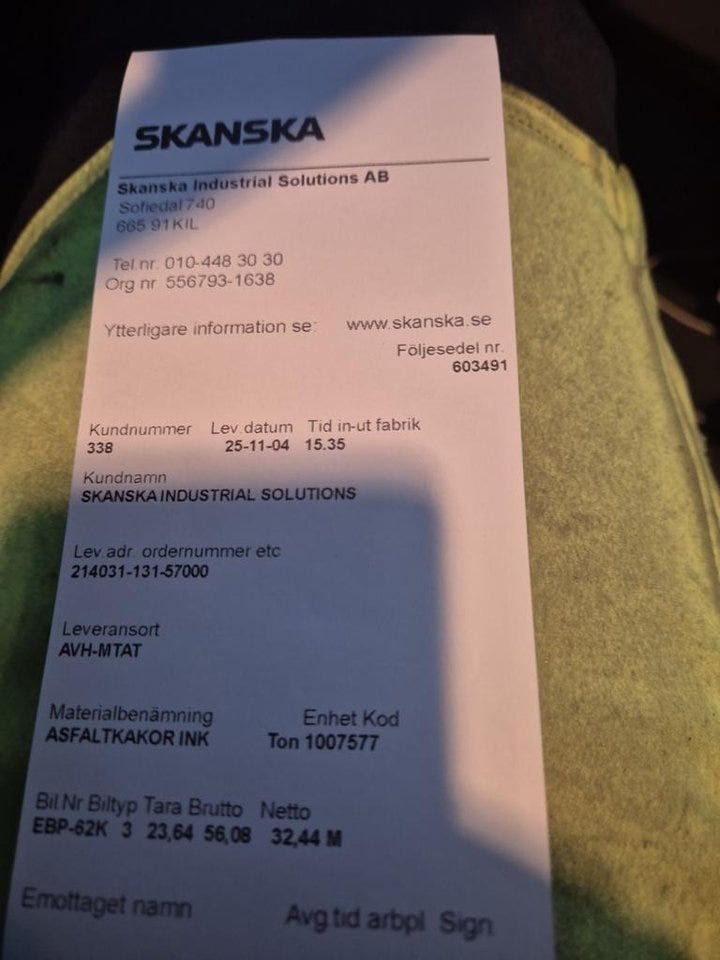 SKANSKA
Skanska Industrial Solutions AB
Sofiedal 740
665 91 KIL
Tel.nr. 010-448 30 30
Org nr 556793-1638
Ytterligare information se: www.skanska.se
Följesedel nr.
603491
Kundnummer Lev datum Tid in-ut fabrik
338 25-11-04 15.35
Kundnamn
SKANSKA INDUSTRIAL SOLUTIONS
Lev.adr. ordernummer etc
214031-131-57000
Leveransort
AVH-MTAT
Materialbenämning Enhet Kod
ASFALTKAKOR INK Ton 1007577
Bil.Nr Biltyp Tara Brutto Netto
EBP-62K 3 23,64 56,08 32,44 M
Emottaget namn Avg.tid arbpl Sign